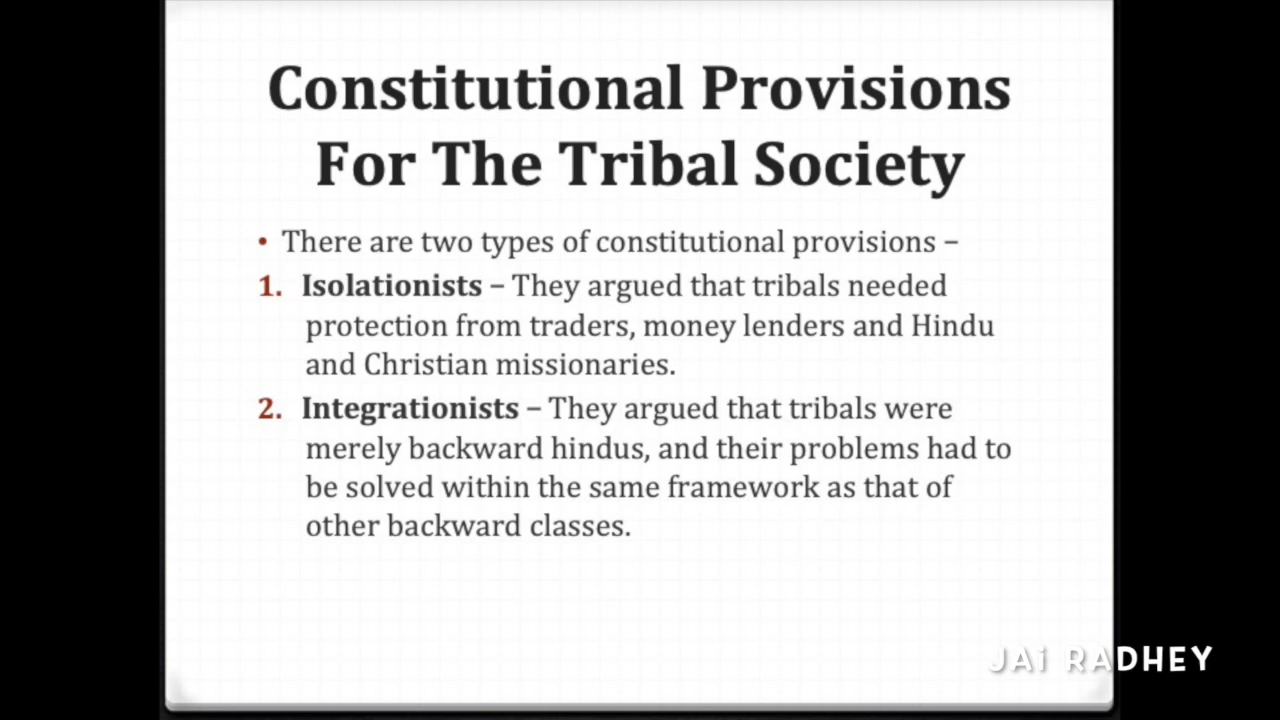 Constitutional Provisions
For The Tribal Society
• There are two types of constitutional provisions –
1. Isolationists – They argued that tribals needed
protection from traders, money lenders and Hindu
and Christian missionaries.
2. Integrationists – They argued that tribals were
merely backward hindus, and their problems had to
be solved within the same framework as that of
other backward classes.
JAi RADHEY